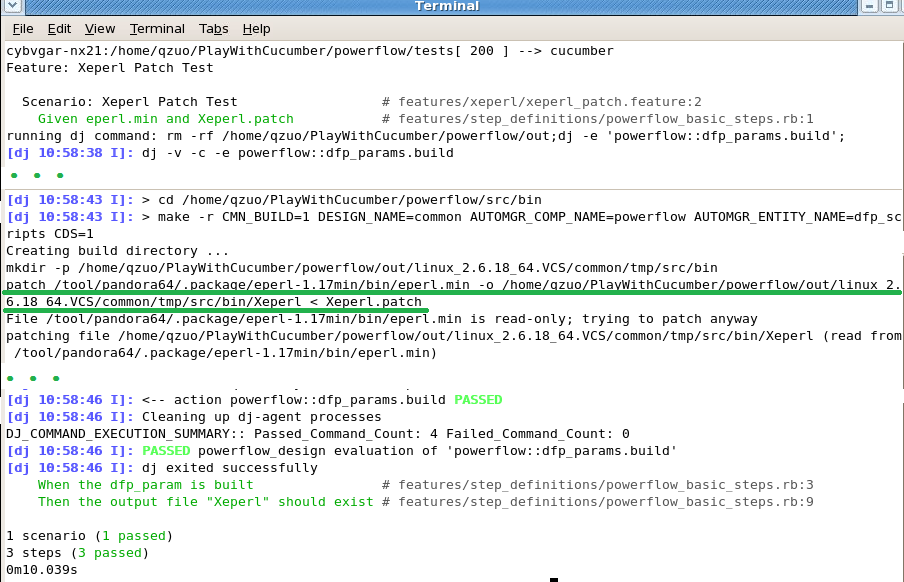 Terminal
File Edit View Terminal Tabs Help
cybvgar-nx21:/home/qzuo/PlayWithCucumber/powerflow/tests[ 200 ] --> cucumber
Feature: Xeperl Patch Test
Scenario: Xeperl Patch Test # features/xeperl/xeperl_patch.feature:2
Given eperl.min and Xeperl.patch # features/step_definitions/powerflow_basic_steps.rb:1
running dj command: rm -rf /home/qzuo/PlayWithCucumber/powerflow/out;dj -e 'powerflow::dfp_params.build';
[dj 10:58:38 I]: dj -v -c -e powerflow::dfp_params.build
[dj 10:58:43 I]: > cd /home/qzuo/PlayWithCucumber/powerflow/src/bin
[dj 10:58:43 I]: > make -r CMN_BUILD=1 DESIGN_NAME=common AUTOMGR_COMP_NAME=powerflow AUTOMGR_ENTITY_NAME=dfp_sc
ripts CDS=1
Creating build directory ...
mkdir -p /home/qzuo/PlayWithCucumber/powerflow/out/linux_2.6.18_64.VCS/common/tmp/src/bin
patch /tool/pandora64/.package/eperl-1.17min/bin/eperl.min -o /home/qzuo/PlayWithCucumber/powerflow/out/linux_2.
6.18_64.VCS/common/tmp/src/bin/Xeperl < Xeperl.patch
File /tool/pandora64/.package/eperl-1.17min/bin/eperl.min is read-only; trying to patch anyway
patching file /home/qzuo/PlayWithCucumber/powerflow/out/linux_2.6.18_64.VCS/common/tmp/src/bin/Xeperl (read from
/tool/pandora64/.package/eperl-1.17min/bin/eperl.min)
[dj 10:58:46 I]: <-- action powerflow::dfp_params.build PASSED
[dj 10:58:46 I]: Cleaning up dj-agent processes
DJ_COMMAND_EXECUTION_SUMMARY:: Passed_Command_Count: 4 Failed_Command_Count: 0
[dj 10:58:46 I]: PASSED powerflow_design evaluation of 'powerflow::dfp_params.build'
[dj 10:58:46 I]: dj exited successfully
When the dfp_param is built # features/step_definitions/powerflow_basic_steps.rb:3
Then the output file "Xeperl" should exist # features/step_definitions/powerflow_basic_steps.rb:9
1 scenario (1 passed)
3 steps (3 passed)
0m10.039s